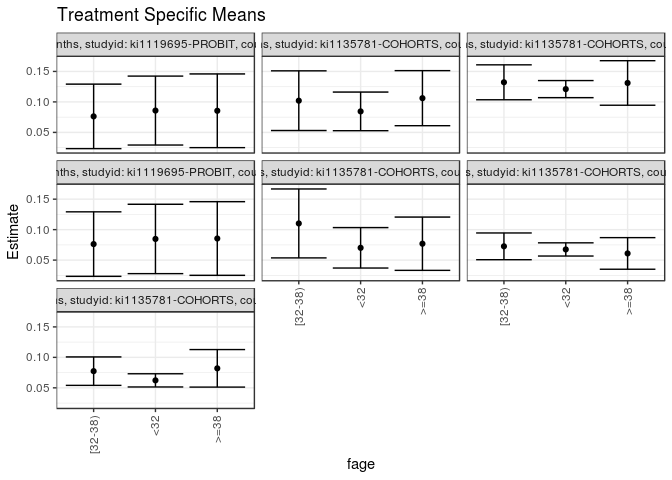 Treatment Specific Means
nths, studyid: ki1119695-PROBIT, cou
s, studyid: ki1135781-COHORTS, cou
s, studyid: ki1135781-COHORTS, cou
0.15
0.10
0.05
nths, studyid: ki1119695-PROBIT, cou
s, studyid: ki1135781-COHORTS, cou
s, studyid: ki1135781-COHORTS, cou
0.15
0.10
0.05
Estimate
s, studyid: ki1135781-COHORTS, cou
0.15
0.10
0.05
[32-38)
<32
>=38
[32-38)
<32
>=38
[32-38)
<32
>=38
fage